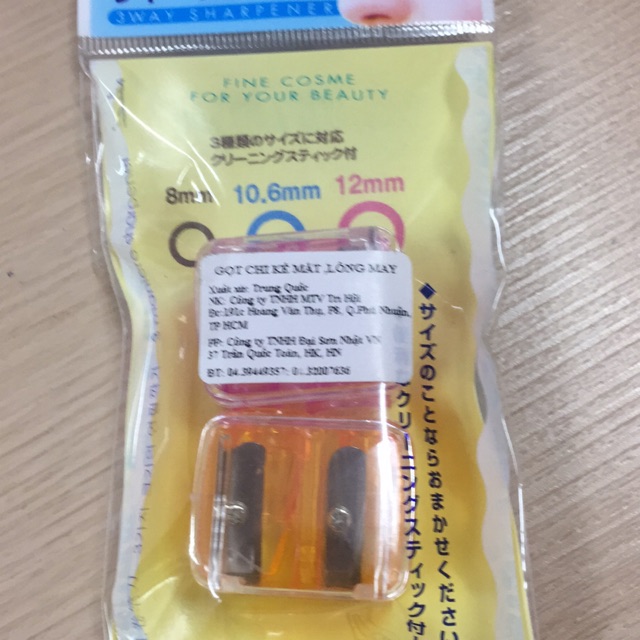 3WAY SHARPENER
FINE COSME
FOR YOUR BEAUTY
3種類のサイズに対応
クリーニングスティック付
8mm 10.6mm 12mm
GỌT CHÌ KẺ MẮT ,LÔNG MÀY
Xuất xứ: Trung Quốc
NK: Công ty TNHH MTV Tm Hội
Đc:191c Hoàng Văn Thụ, P8, Q.Phú Nhuận,
TP HCM
PP: Công ty TNHH Đại Sơn Nhật VN
37 Trần Quốc Toản, HK, HN
ĐT: 04.39449357; 01.32007636
◆サイズのことならおまかせください
クリーニングスティック付